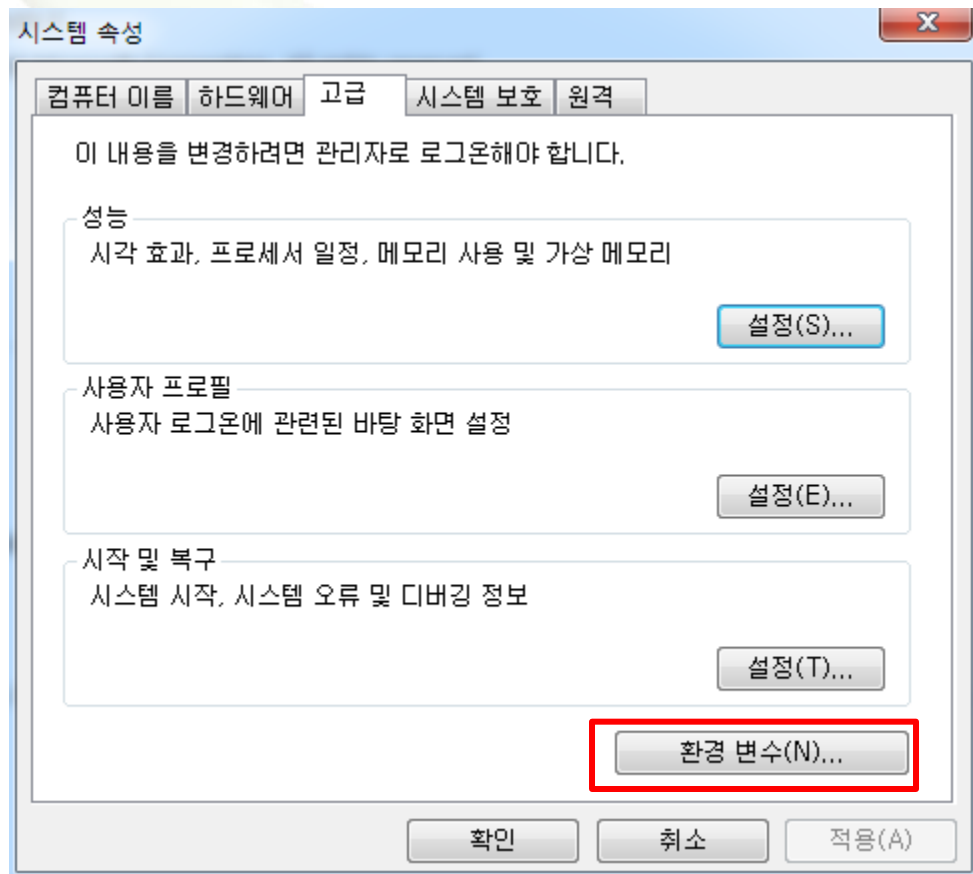 시스템 속성
컴퓨터 이름 하드웨어 고급 시스템 보호 원격
이 내용을 변경하려면 관리자로 로그온해야 합니다.
성능
시각 효과, 프로세서 일정, 메모리 사용 및 가상 메모리
설정(S)...
사용자 프로필
사용자 로그온에 관련된 바탕 화면 설정
설정(E)...
시작 및 복구
시스템 시작, 시스템 오류 및 디버깅 정보
설정(T)...
환경 변수(N)...
확인 취소 적용(A)